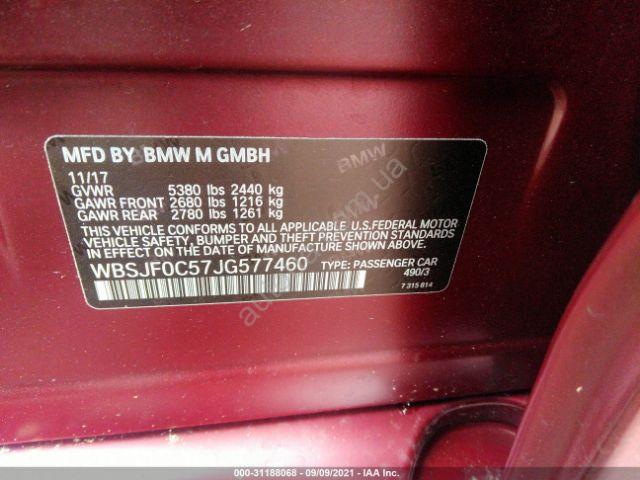 MFD BY BMW M GMBH
11/17
GVWR 5380 lbs 2440 kg
GAWR FRONT 2680 lbs 1216 kg
GAWR REAR 2780 lbs 1261 kg
THIS VEHICLE CONFORMS TO ALL APPLICABLE U.S.FEDERAL MOTOR
VEHICLE SAFETY, BUMPER, AND THEFT PREVENTION STANDARDS
IN EFFECT ON THE DATE OF MANUFACTURE SHOWN ABOVE.
WBSJF0C57JG577460 TYPE: PASSENGER CAR
490/3
7 315 814
BMW
000-31188068 - 09/09/2021 - IAA Inc.